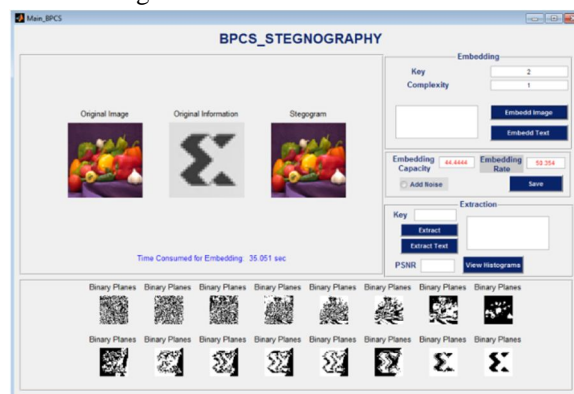 Main_BPCS
BPCS_STEGNOGRAPHY
Original Image
Original Information
Stegogram
Time Consumed for Embedding: 35.051 sec
Embedding
Key
2
Complexity
1
Embedd Image
Embedd Text
Embedding Capacity
44.4444
Embedding Rate
Add Noise
Save
Extraction
Key
Extract
Extract Text
PSNR
View Histograms
Binary Planes Binary Planes Binary Planes Binary Planes Binary Planes Binary Planes Binary Planes Binary Planes
Binary Planes Binary Planes Binary Planes Binary Planes Binary Planes Binary Planes Binary Planes Binary Planes